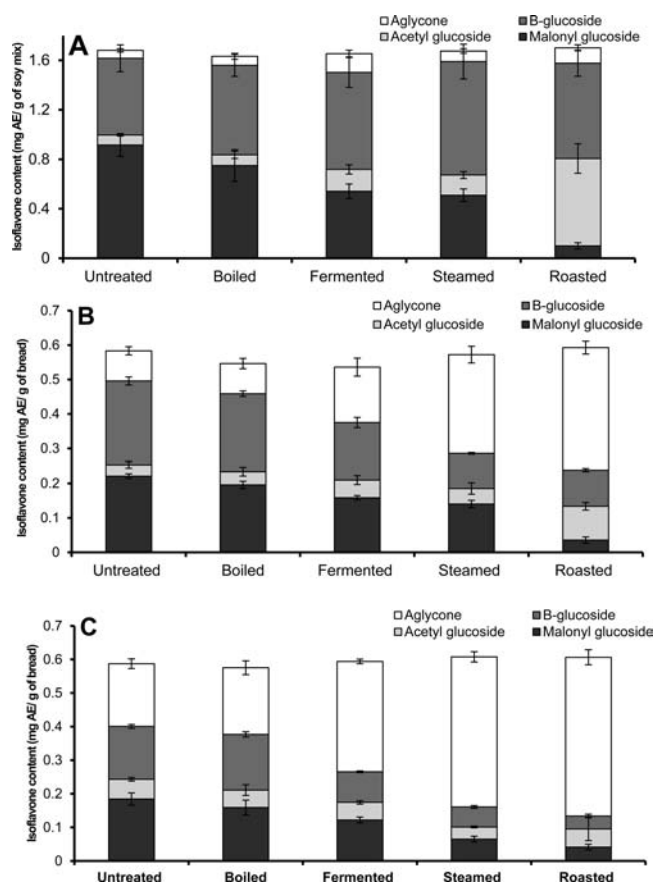 A
Aglycone
B-glucoside
Acetyl glucoside
Malonyl glucoside
Isoflavone content (mg AE/ g of soy mix)
1.6
1.2
0.8
0.4
0
Untreated Boiled Fermented Steamed Roasted
B
Aglycone
B-glucoside
Acetyl glucoside
Malonyl glucoside
Isoflavone content (mg AE/ g of bread)
0.7
0.6
0.5
0.4
0.3
0.2
0.1
0
Untreated Boiled Fermented Steamed Roasted
C
Aglycone
B-glucoside
Acetyl glucoside
Malonyl glucoside
Isoflavone content (mg AE/ g of bread)
0.7
0.6
0.5
0.4
0.3
0.2
0.1
0
Untreated Boiled Fermented Steamed Roasted